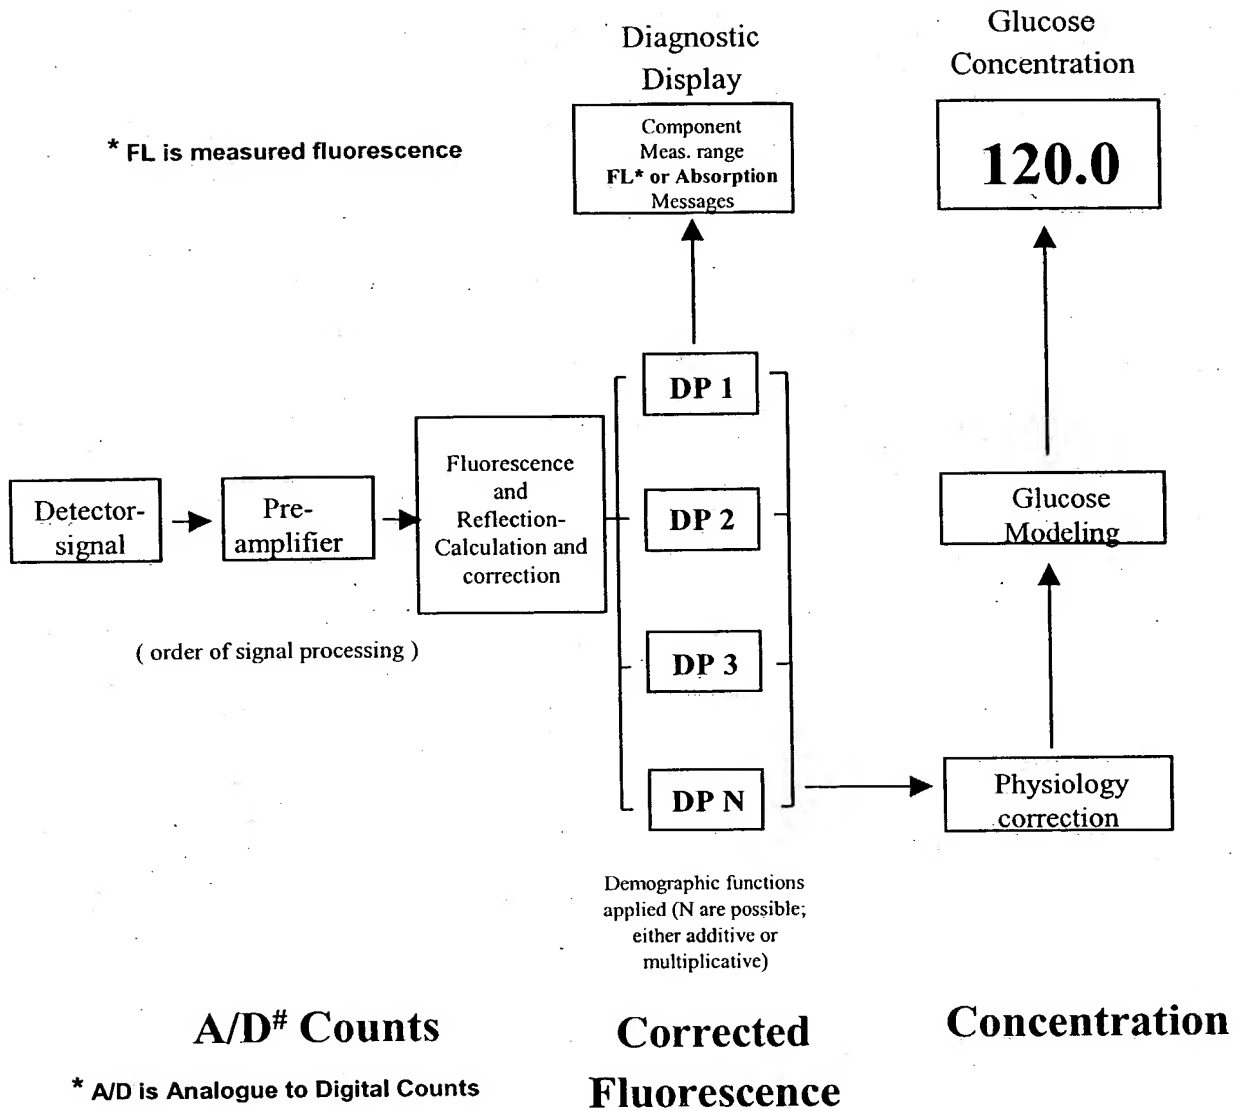 Diagnostic
Display
Glucose
Concentration
* FL is measured fluorescence
Component
Meas. range
FL* or Absorption
Messages
120.0
DP 1
Detector-
signal
Pre-
amplifier
Fluorescence
and
Reflection-
Calculation and
correction
DP 2
Glucose
Modeling
( order of signal processing )
DP 3
DP N
Physiology
correction
Demographic functions
applied (N are possible;
either additive or
multiplicative)
A/D# Counts
* A/D is Analogue to Digital Counts
Corrected
Fluorescence
Concentration